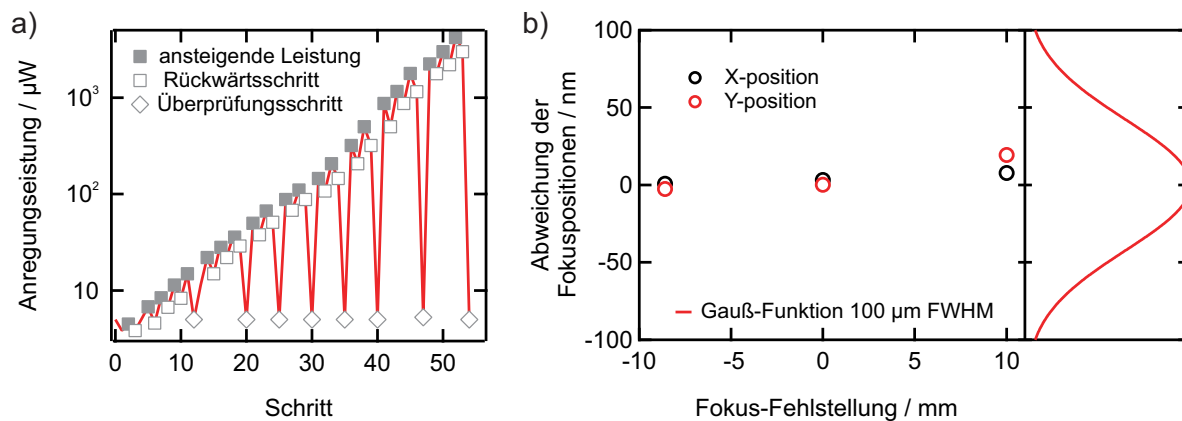 a)
Anregungseistung / µW
10³
10²
10
ansteigende Leistung
Rückwärtsschritt
Überprüfungsschritt
0 10 20 30 40 50
Schritt
b)
Abweichung der
Fokuspositionen / nm
100
50
0
-50
-100
X-position
Y-position
Gauß-Funktion 100 µm FWHM
-10 -5 0 5 10
Fokus-Fehlstellung / mm